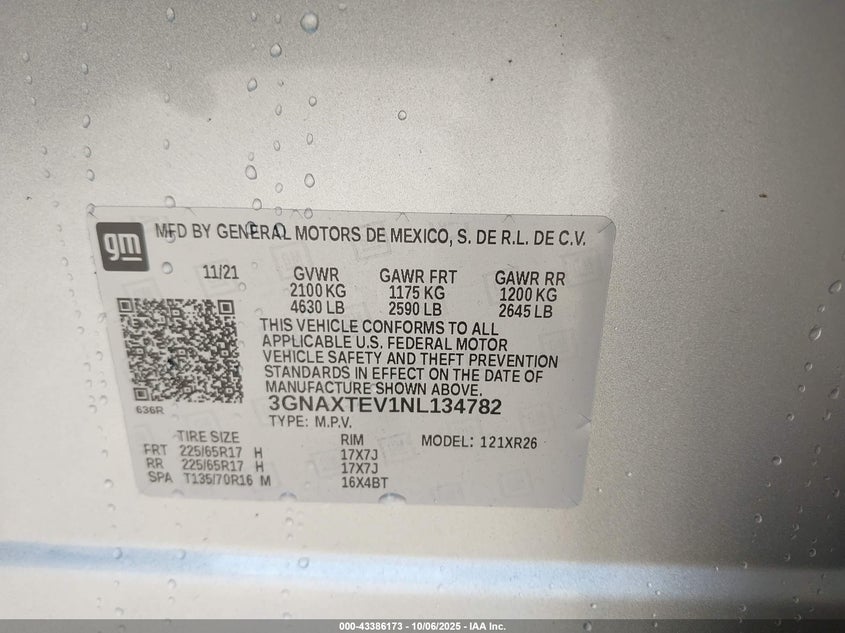 gm
MFD BY GENERAL MOTORS DE MEXICO, S. DE R.L. DE C.V.
11/21 GVWR GAWR FRT GAWR RR
2100 KG 1175 KG 1200 KG
4630 LB 2590 LB 2645 LB
THIS VEHICLE CONFORMS TO ALL
APPLICABLE U.S. FEDERAL MOTOR
VEHICLE SAFETY AND THEFT PREVENTION
STANDARDS IN EFFECT ON THE DATE OF
MANUFACTURE SHOWN ABOVE.
636R
3GNAXTEV1NL134782
TYPE: M.P.V.
TIRE SIZE RIM MODEL: 121XR26
FRT 225/65R17 H 17X7J
RR 225/65R17 H 17X7J
SPA T135/70R16 M 16X4BT
000-43386173 - 10/06/2025 - IAA Inc.